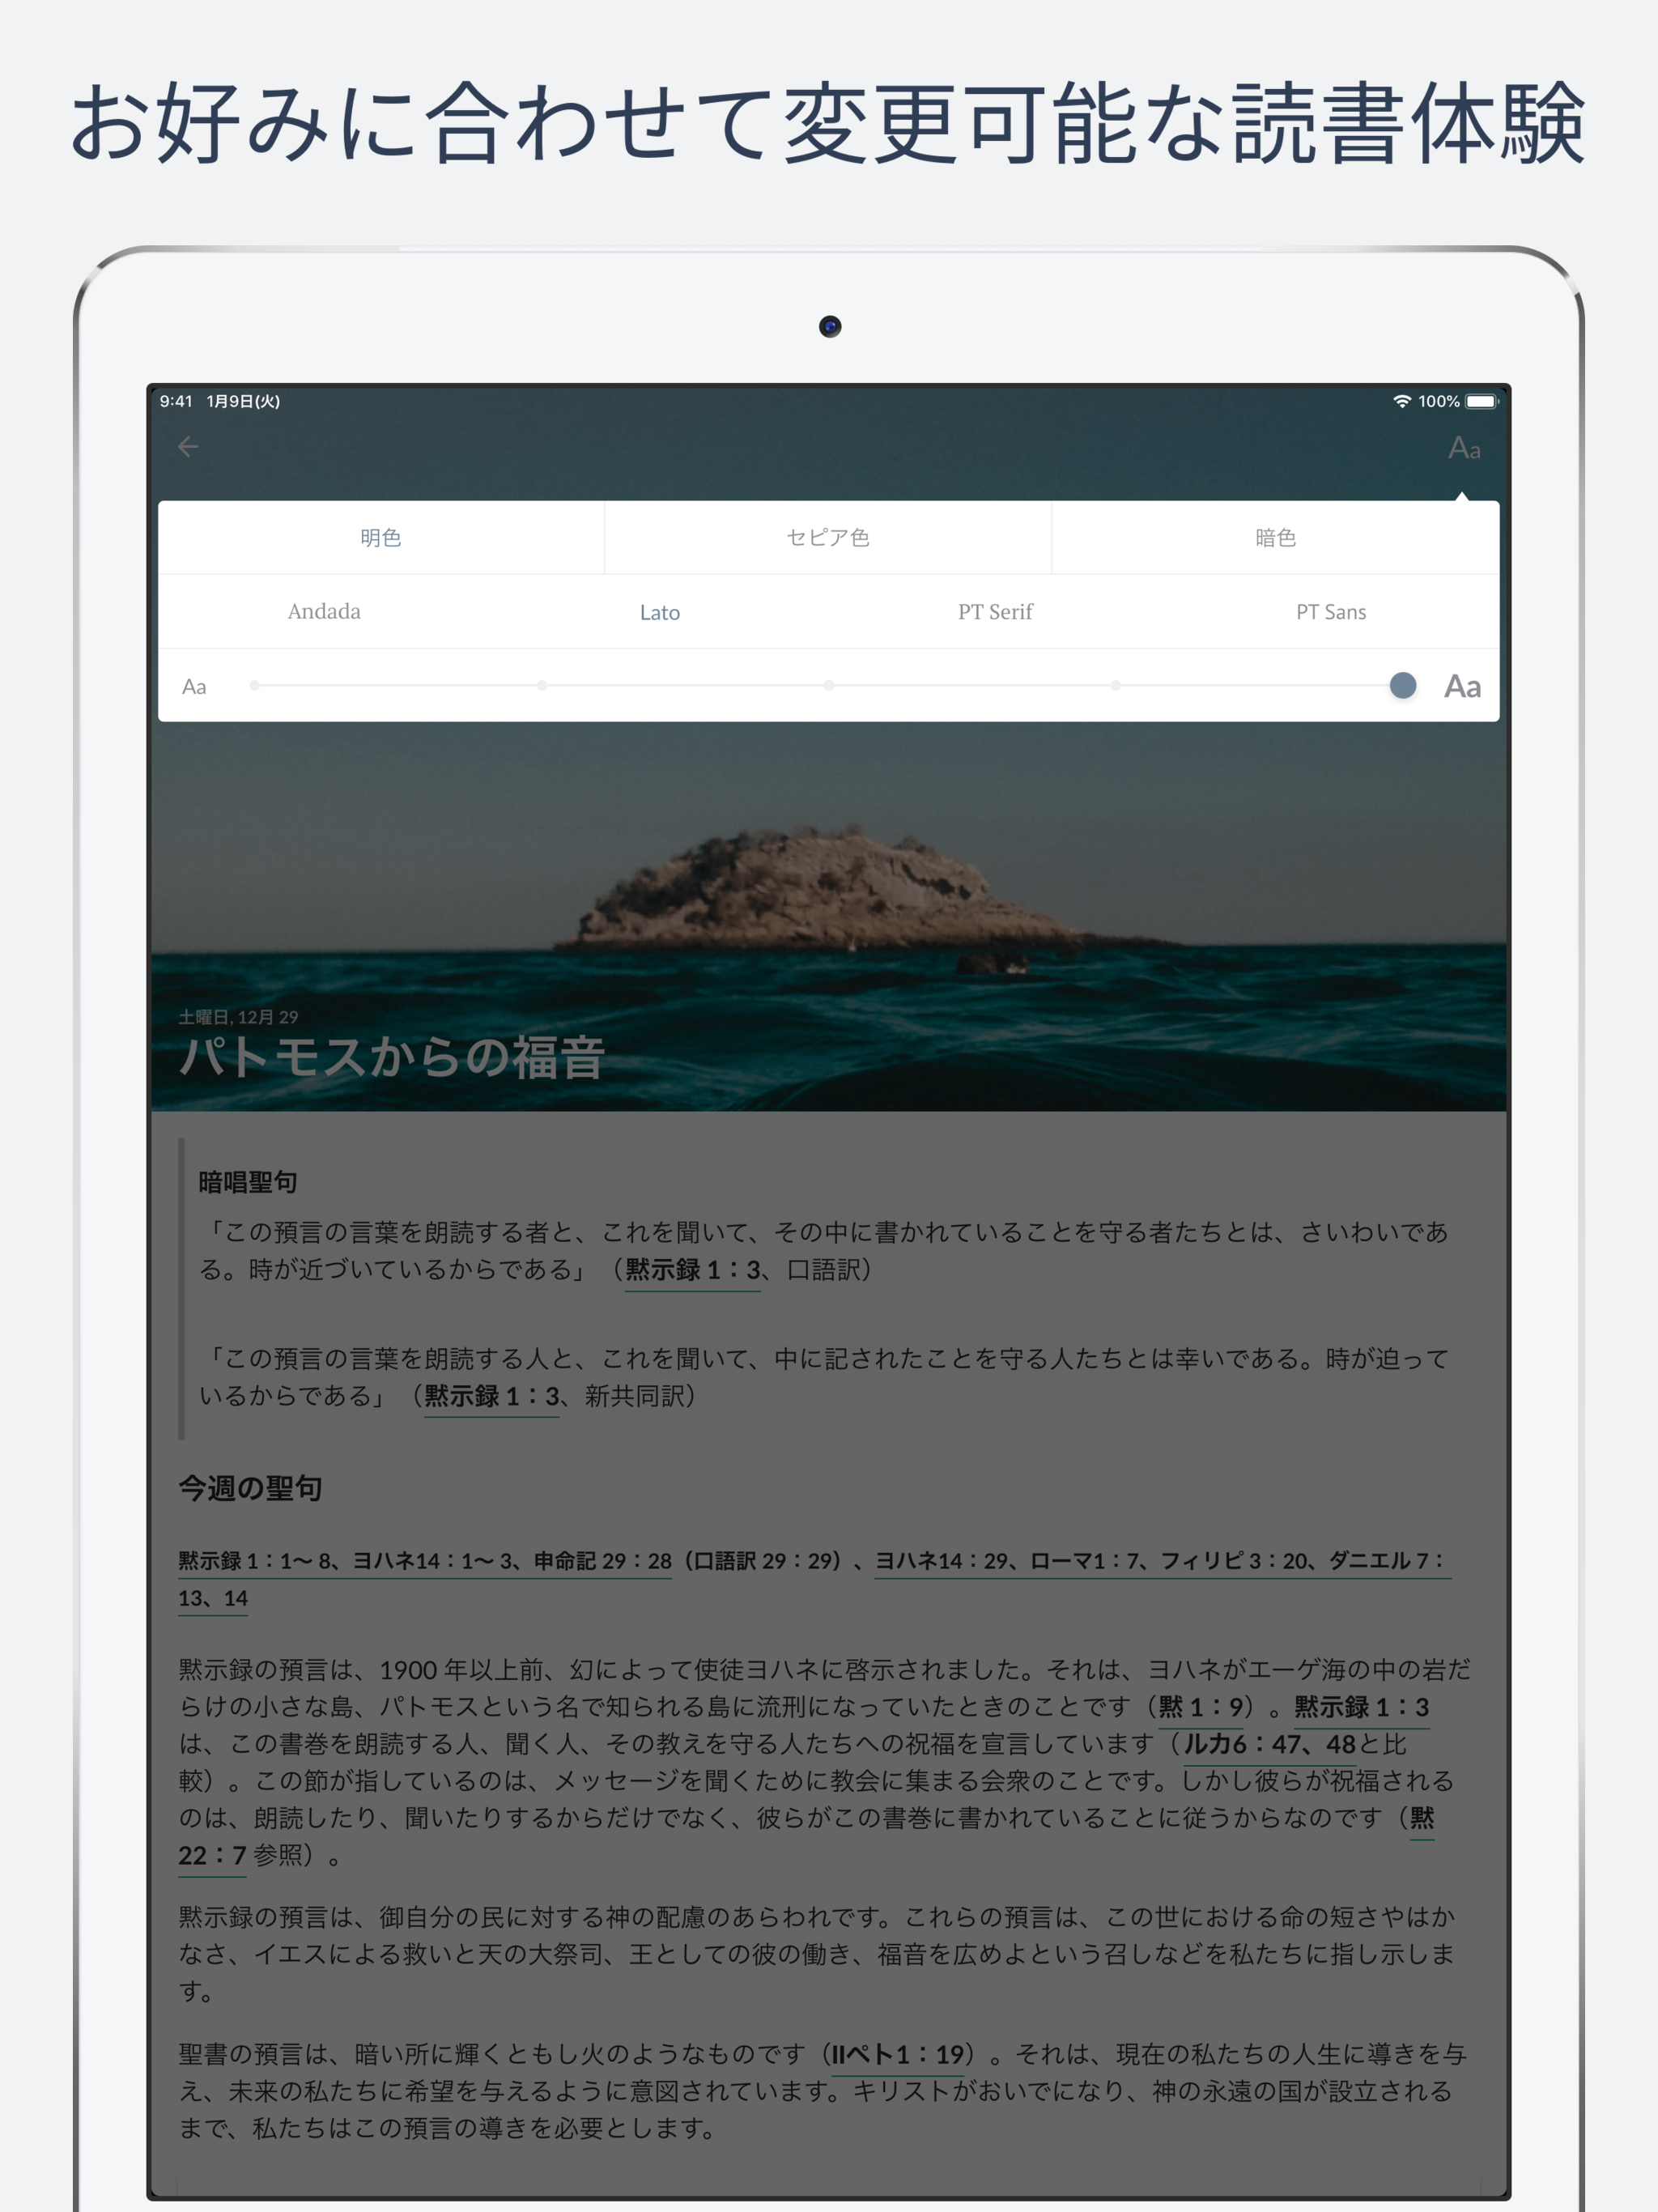 お好みに合わせて変更可能な読書体験
9:41 1月9日(火) 100%
Aa
明色 セピア色 暗色
Andada Lato PT Serif PT Sans
Aa Aa
土曜日, 12月 29
パトモスからの福音
暗唱聖句
「この預言の言葉を朗読する者と、これを聞いて、その中に書かれていることを守る者たちとは、さいわいであ
る。時が近づいているからである」（黙示録 1：3、口語訳）
「この預言の言葉を朗読する人と、これを聞いて、中に記されたことを守る人たちとは幸いである。時が迫って
いるからである」（黙示録 1：3、新共同訳）
今週の聖句
黙示録 1：1〜 8、ヨハネ14：1〜 3、申命記 29：28（口語訳 29：29）、ヨハネ14：29、ローマ1：7、フィリピ 3：20、ダニエル 7：
13、14
黙示録の預言は、1900 年以上前、幻によって使徒ヨハネに啓示されました。それは、ヨハネがエーゲ海の中の岩だ
らけの小さな島、パトモスという名で知られる島に流刑になっていたときのことです（黙 1：9）。黙示録 1：3
は、この書巻を朗読する人、聞く人、その教えを守る人たちへの祝福を宣言しています（ルカ6：47、48と比
較）。この節が指しているのは、メッセージを聞くために教会に集まる会衆のことです。しかし彼らが祝福される
のは、朗読したり、聞いたりするからだけでなく、彼らがこの書巻に書かれていることに従うからなのです（黙
22：7 参照）。
黙示録の預言は、御自分の民に対する神の配慮のあらわれです。これらの預言は、この世における命の短さやはか
なさ、イエスによる救いと天の大祭司、王としての彼の働き、福音を広めよという召しなどを私たちに指し示しま
す。
聖書の預言は、暗い所に輝くともし火のようなものです（IIペト1：19）。それは、現在の私たちの人生に導きを与
え、未来の私たちに希望を与えるように意図されています。キリストがおいでになり、神の永遠の国が設立される
まで、私たちはこの預言の導きを必要とします。